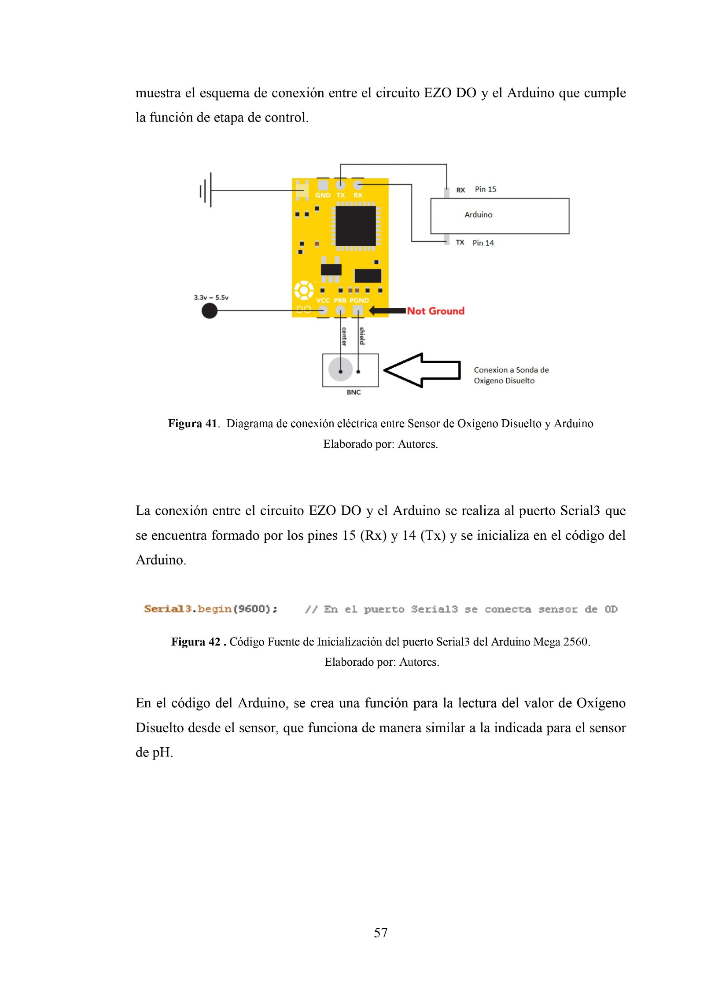 muestra el esquema de conexión entre el circuito EZO DO y el Arduino que cumple
la función de etapa de control.
GND TX RX
RX Pin 15
Arduino
TX Pin 14
3.3v – 5.5v
VCC PRB PGND
DO
Not Ground
center
shield
Conexion a Sonda de
Oxigeno Disuelto
BNC
Figura 41. Diagrama de conexión eléctrica entre Sensor de Oxígeno Disuelto y Arduino
Elaborado por: Autores.
La conexión entre el circuito EZO DO y el Arduino se realiza al puerto Serial3 que
se encuentra formado por los pines 15 (Rx) y 14 (Tx) y se inicializa en el código del
Arduino.
Serial3.begin(9600); // En el puerto Serial3 se conecta sensor de OD
Figura 42 . Código Fuente de Inicialización del puerto Serial3 del Arduino Mega 2560.
Elaborado por: Autores.
En el código del Arduino, se crea una función para la lectura del valor de Oxígeno
Disuelto desde el sensor, que funciona de manera similar a la indicada para el sensor
de pH.
57